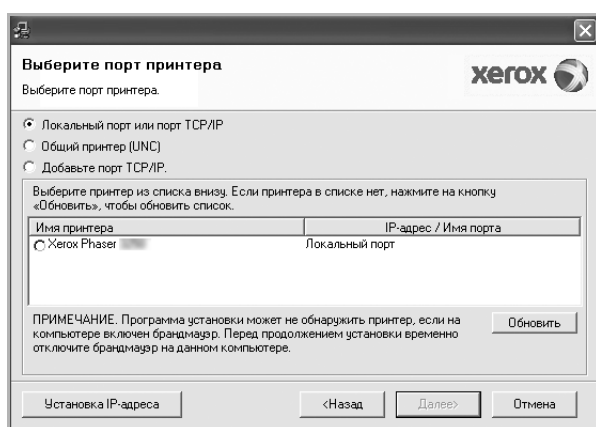 Выберите порт принтера
Выберите порт принтера.
xerox
Локальный порт или порт TCP/IP
Общий принтер (UNC)
Добавьте порт TCP/IP.
Выберите принтер из списка внизу. Если принтера в списке нет, нажмите на кнопку
«Обновить», чтобы обновить список.
Имя принтера IP-адрес / Имя порта
Xerox Phaser Локальный порт
ПРИМЕЧАНИЕ. Программа установки может не обнаружить принтер, если на
компьютере включен брандмауэр. Перед продолжением установки временно
отключите брандмауэр на данном компьютере.
Обновить
Установка IP-адреса <Назад Далее> Отмена